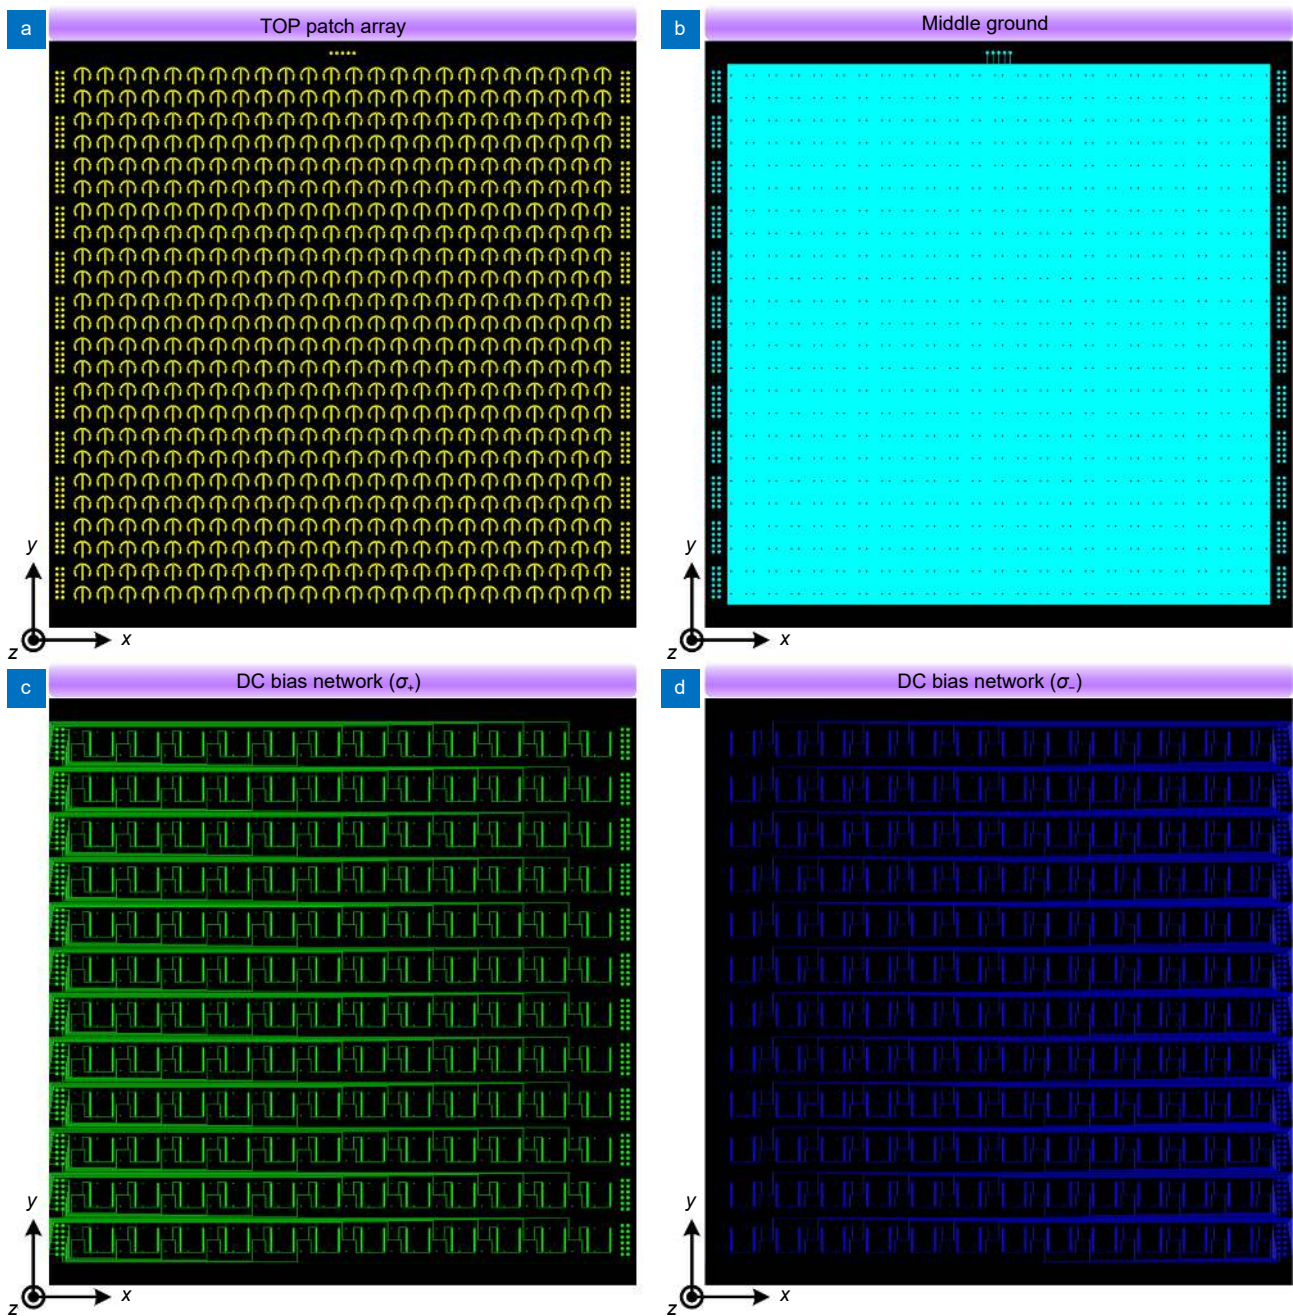 a
TOP patch array
b
Middle ground
y
z
x
y
z
x
c
DC bias network (σ₊)
d
DC bias network (σ₋)
y
z
x
y
z
x